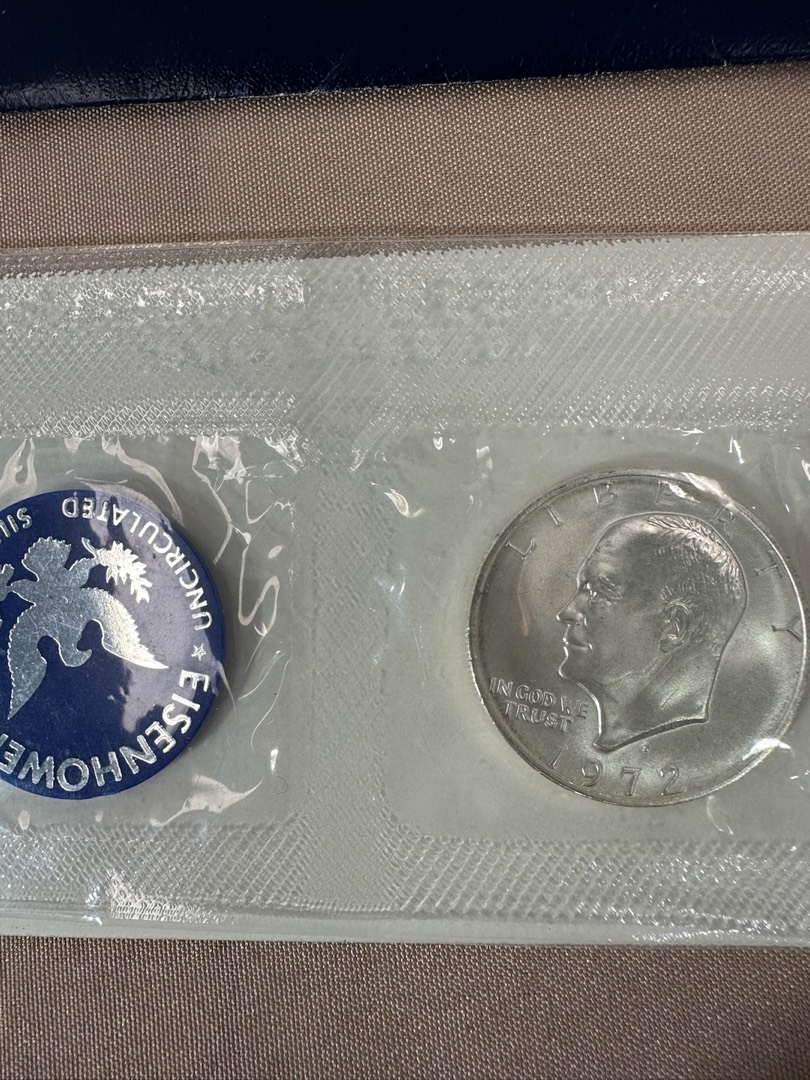 UNCIRCULATED
★ EISENHOWE
LIBERTY
IN GOD WE
TRUST
1972